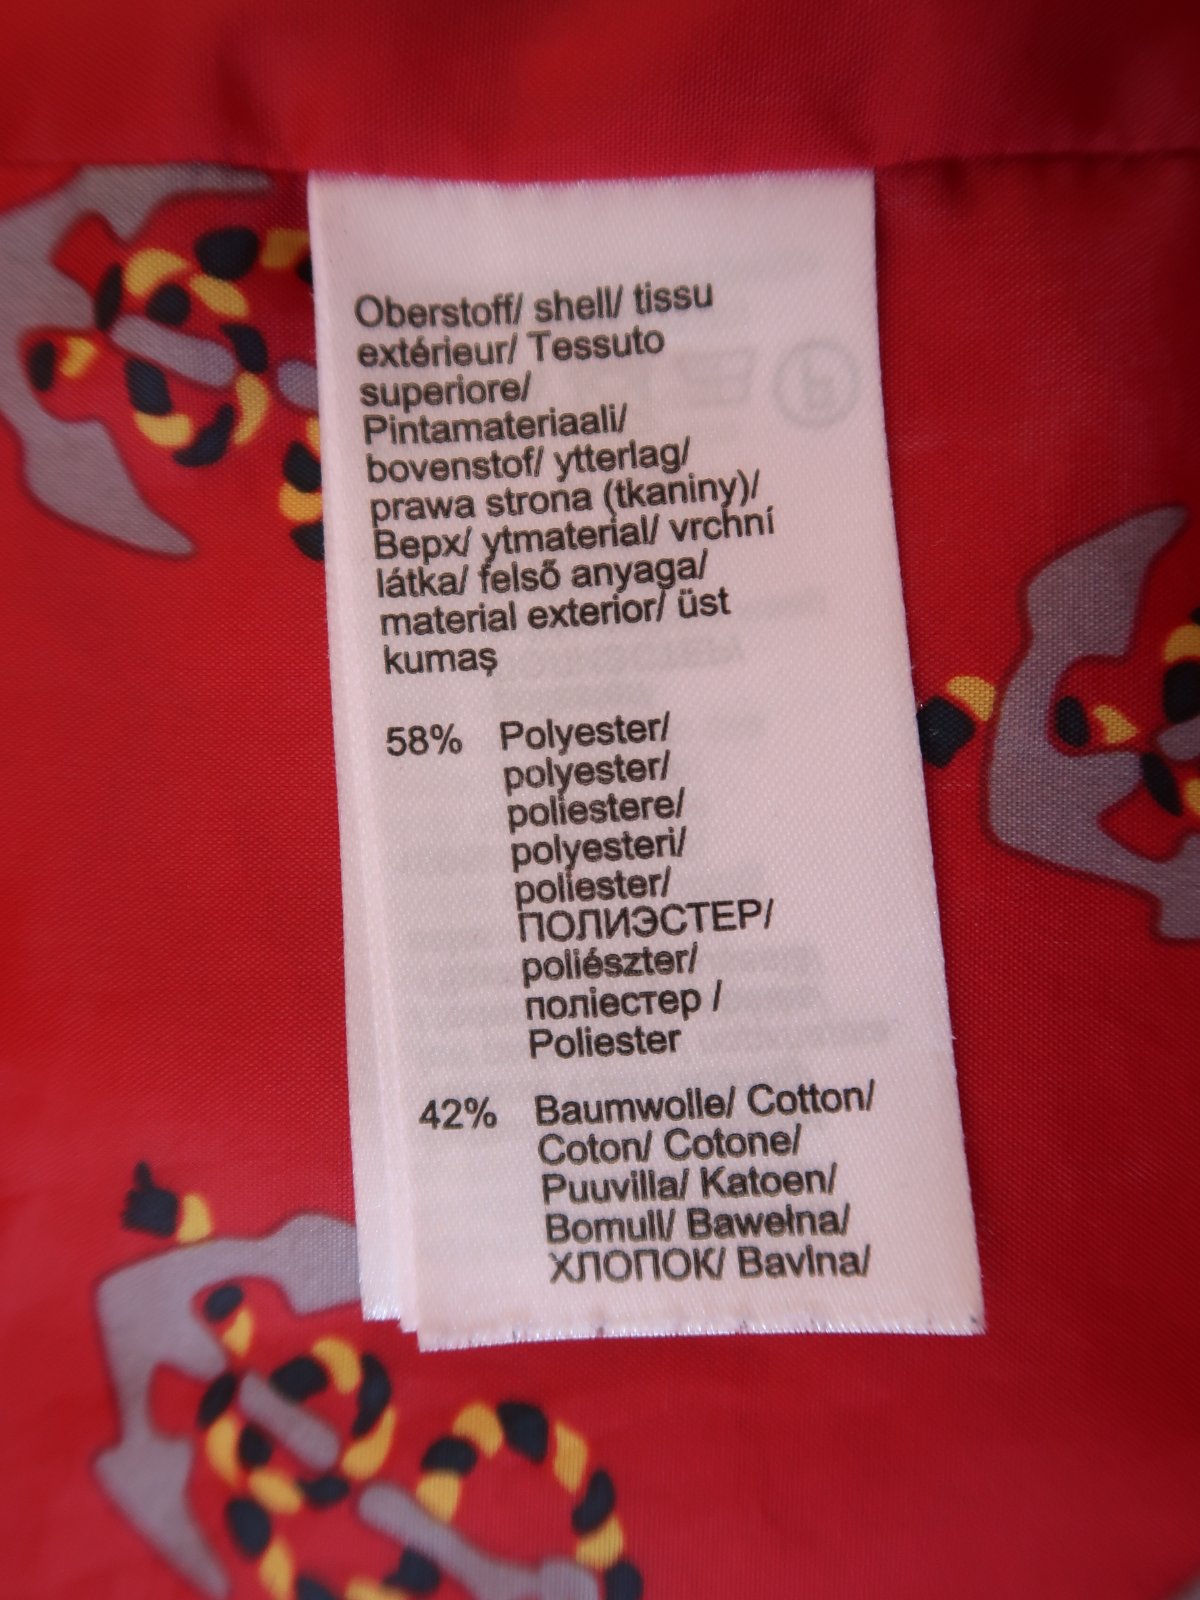 Oberstoff/ shell/ tissu
extérieur/ Tessuto
superiore/
Pintamateriaali/
bovenstof/ ytterlag/
prawa strona (tkaniny)/
Верх/ ytmaterial/ vrchní
látka/ felső anyaga/
material exterior/ üst
kumaş
58% Polyester/
polyester/
poliestere/
polyesteri/
poliester/
ПОЛИЭСТЕР/
poliészter/
поліестер /
Poliester
42% Baumwolle/ Cotton/
Coton/ Cotone/
Puuvilla/ Katoen/
Bomull/ Bawełna/
ХЛОПОК/ Bavlna/